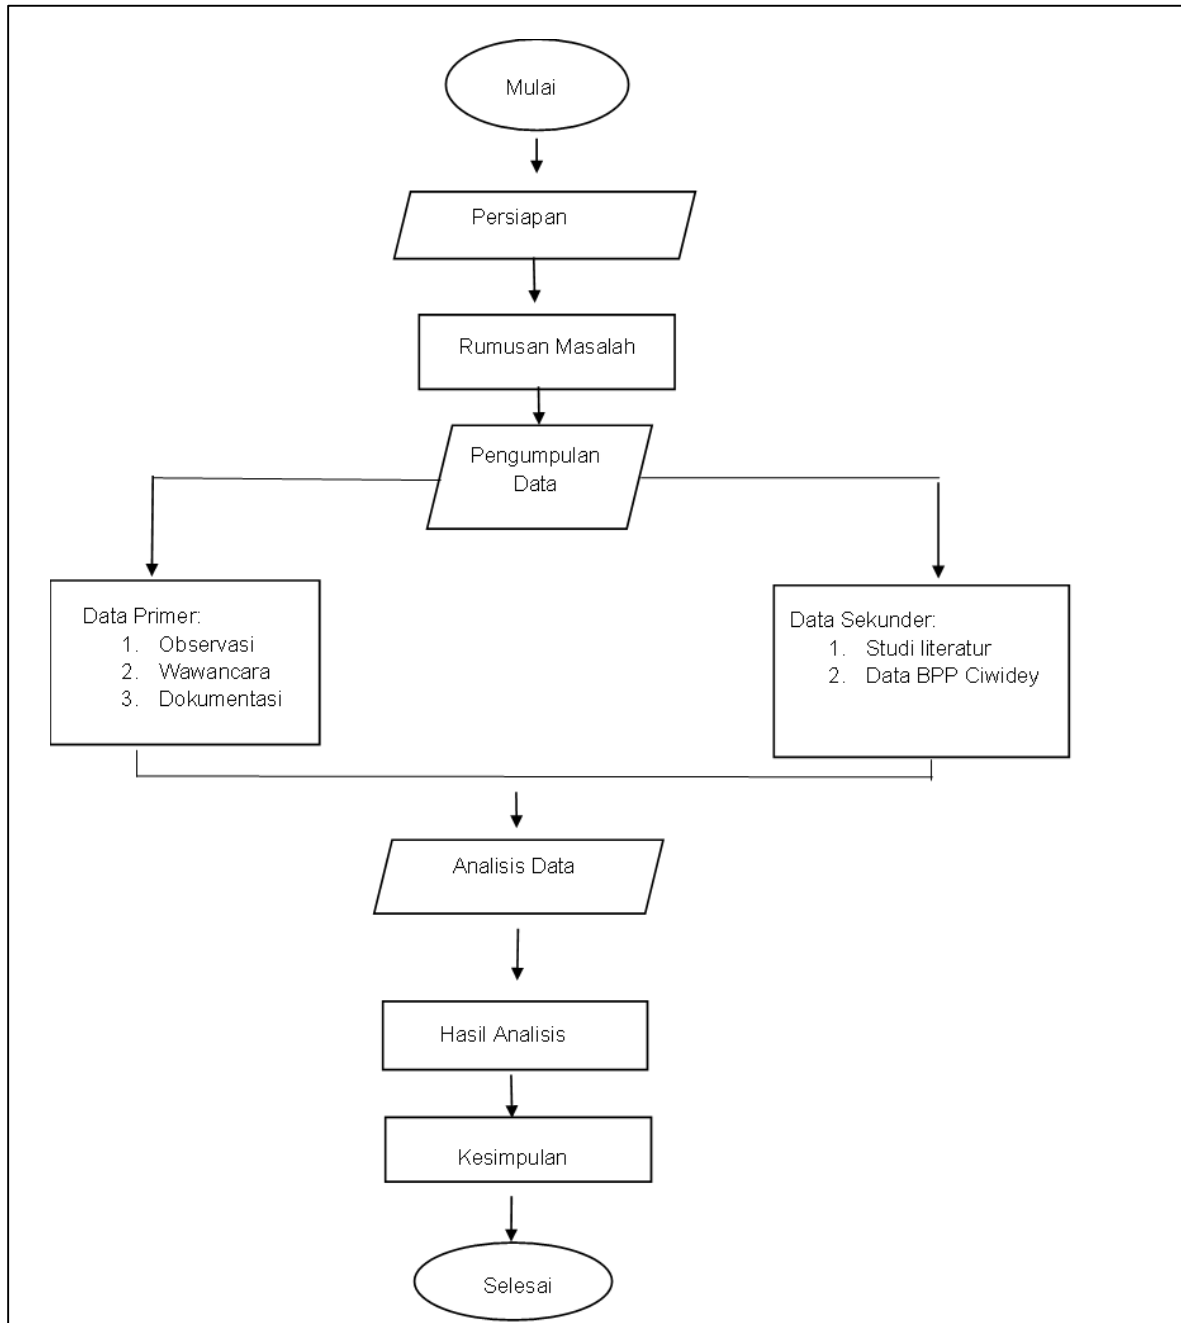 Mulai
Persiapan
Rumusan Masalah
Pengumpulan
Data
Data Primer:
1. Observasi
2. Wawancara
3. Dokumentasi
Data Sekunder:
1. Studi literatur
2. Data BPP Ciwidey
Analisis Data
Hasil Analisis
Kesimpulan
Selesai